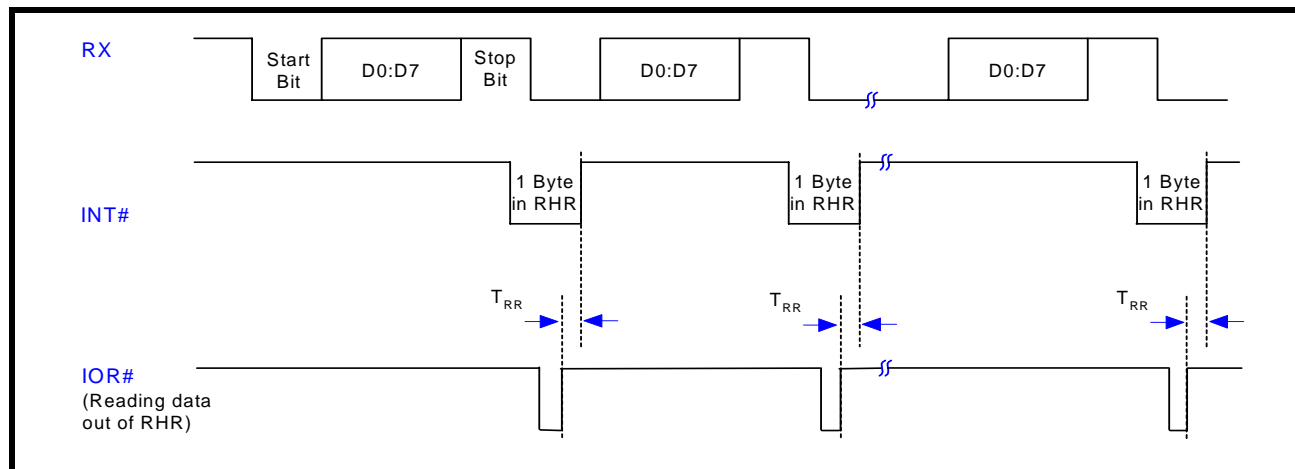 RX
Start
Bit
D0:D7
Stop
Bit
D0:D7
D0:D7
INT#
1 Byte
in RHR
1 Byte
in RHR
1 Byte
in RHR
TRR
TRR
TRR
IOR#
(Reading data
out of RHR)